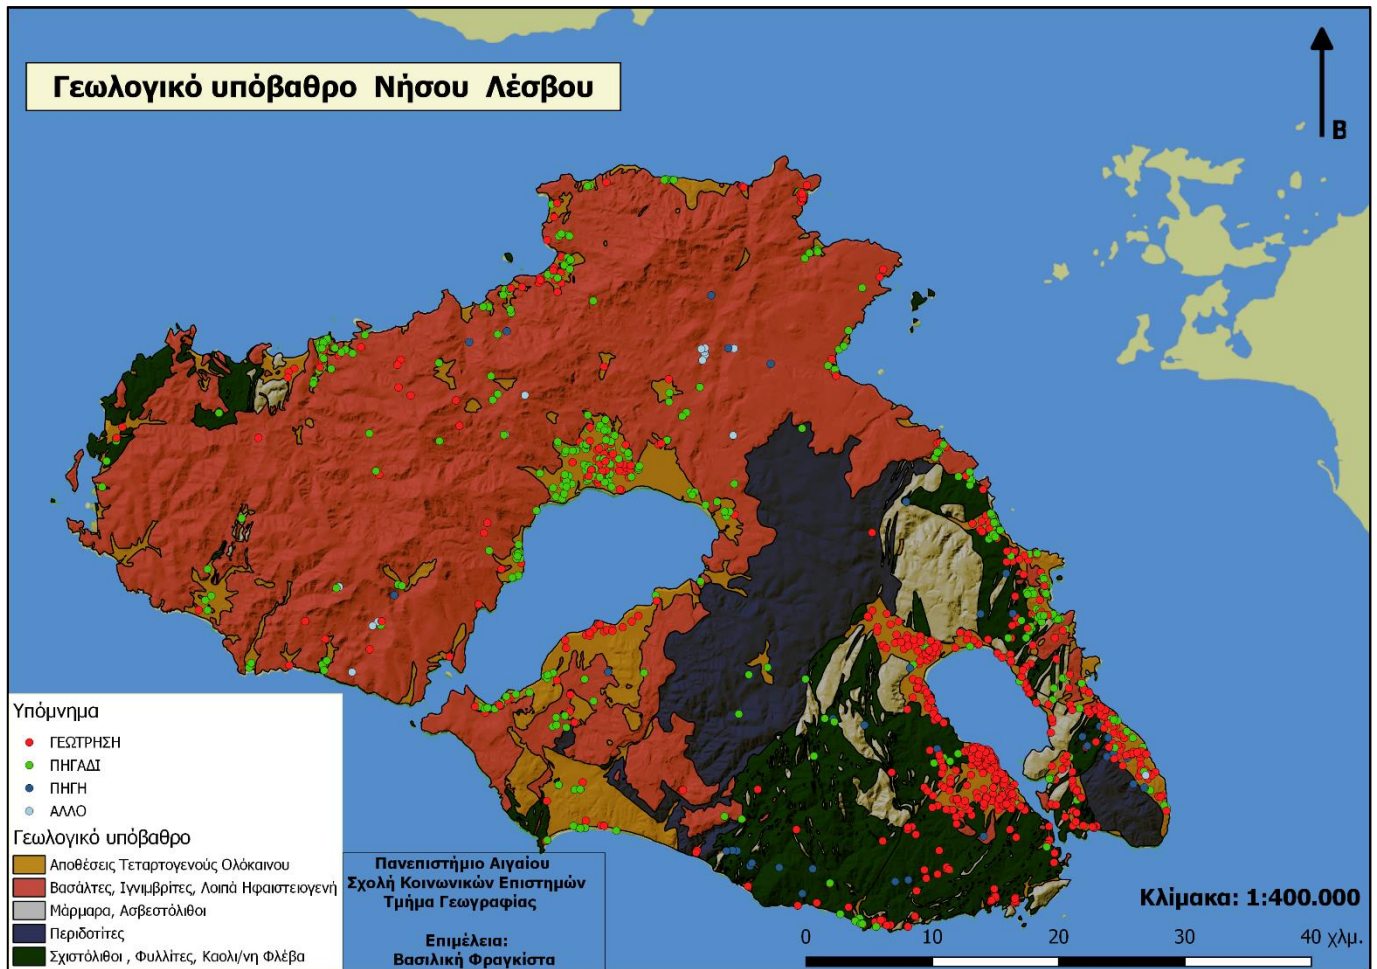 Γεωλογικό υπόβαθρο Νήσου Λέσβου
Β
Υπόμνημα
ΓΕΩΤΡΗΣΗ
ΠΗΓΑΔΙ
ΠΗΓΗ
ΑΛΛΟ
Γεωλογικό υπόβαθρο
Αποθέσεις Τεταρτογενούς Ολόκαινου
Βασάλτες, Ιγνιμβρίτες, Λοιπά Ηφαιστειογενή
Μάρμαρα, Ασβεστόλιθοι
Περιδοτίτες
Σχιστόλιθοι , Φυλλίτες, Καολι/νη Φλέβα
Πανεπιστήμιο Αιγαίου
Σχολή Κοινωνικών Επιστημών
Τμήμα Γεωγραφίας
Επιμέλεια:
Βασιλική Φραγκίστα
Κλίμακα: 1:400.000
0 10 20 30 40 χλμ.